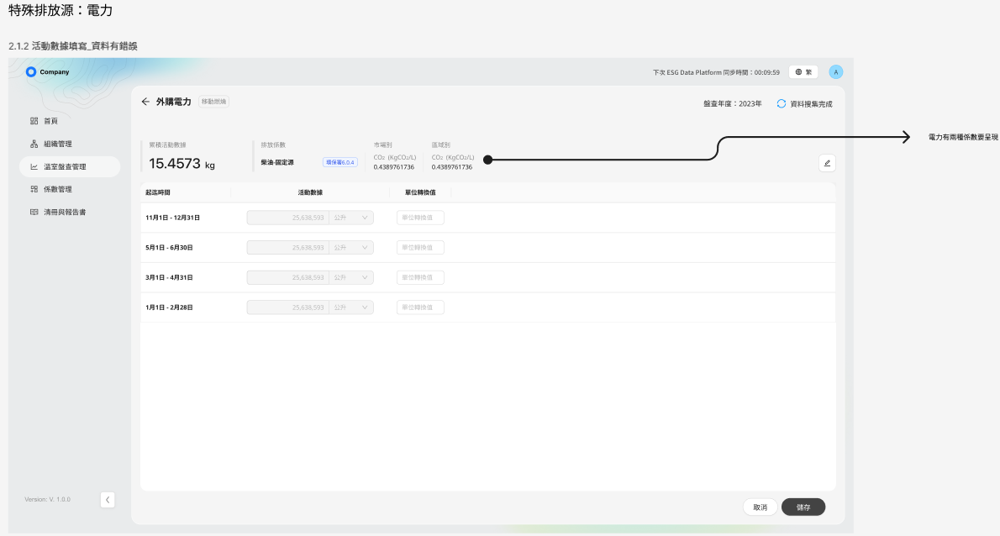 特殊排放源：電力
2.1.2 活動數據填寫_資料有錯誤
Company
下次 ESG Data Platform 同步時間：00:09:59
繁
A
首頁
組織管理
溫室盤查管理
係數管理
清冊與報告書
外購電力
移動燃燒
盤查年度：2023年
資料搜集完成
累積活動數據
15.4573 kg
排放係數
柴油-固定源
環保署6.0.4
市場別
CO₂ (KgCO₂/L)
0.4389761736
區域別
CO₂ (KgCO₂/L)
0.4389761736
電力有兩種係數要呈現
起迄時間 活動數據 單位轉換值
11月1日 - 12月31日 25,638,593 公升 單位轉換值
5月1日 - 6月30日 25,638,593 公升 單位轉換值
3月1日 - 4月31日 25,638,593 公升 單位轉換值
1月1日 - 2月28日 25,638,593 公升 單位轉換值
Version: V. 1.0.0
取消
儲存